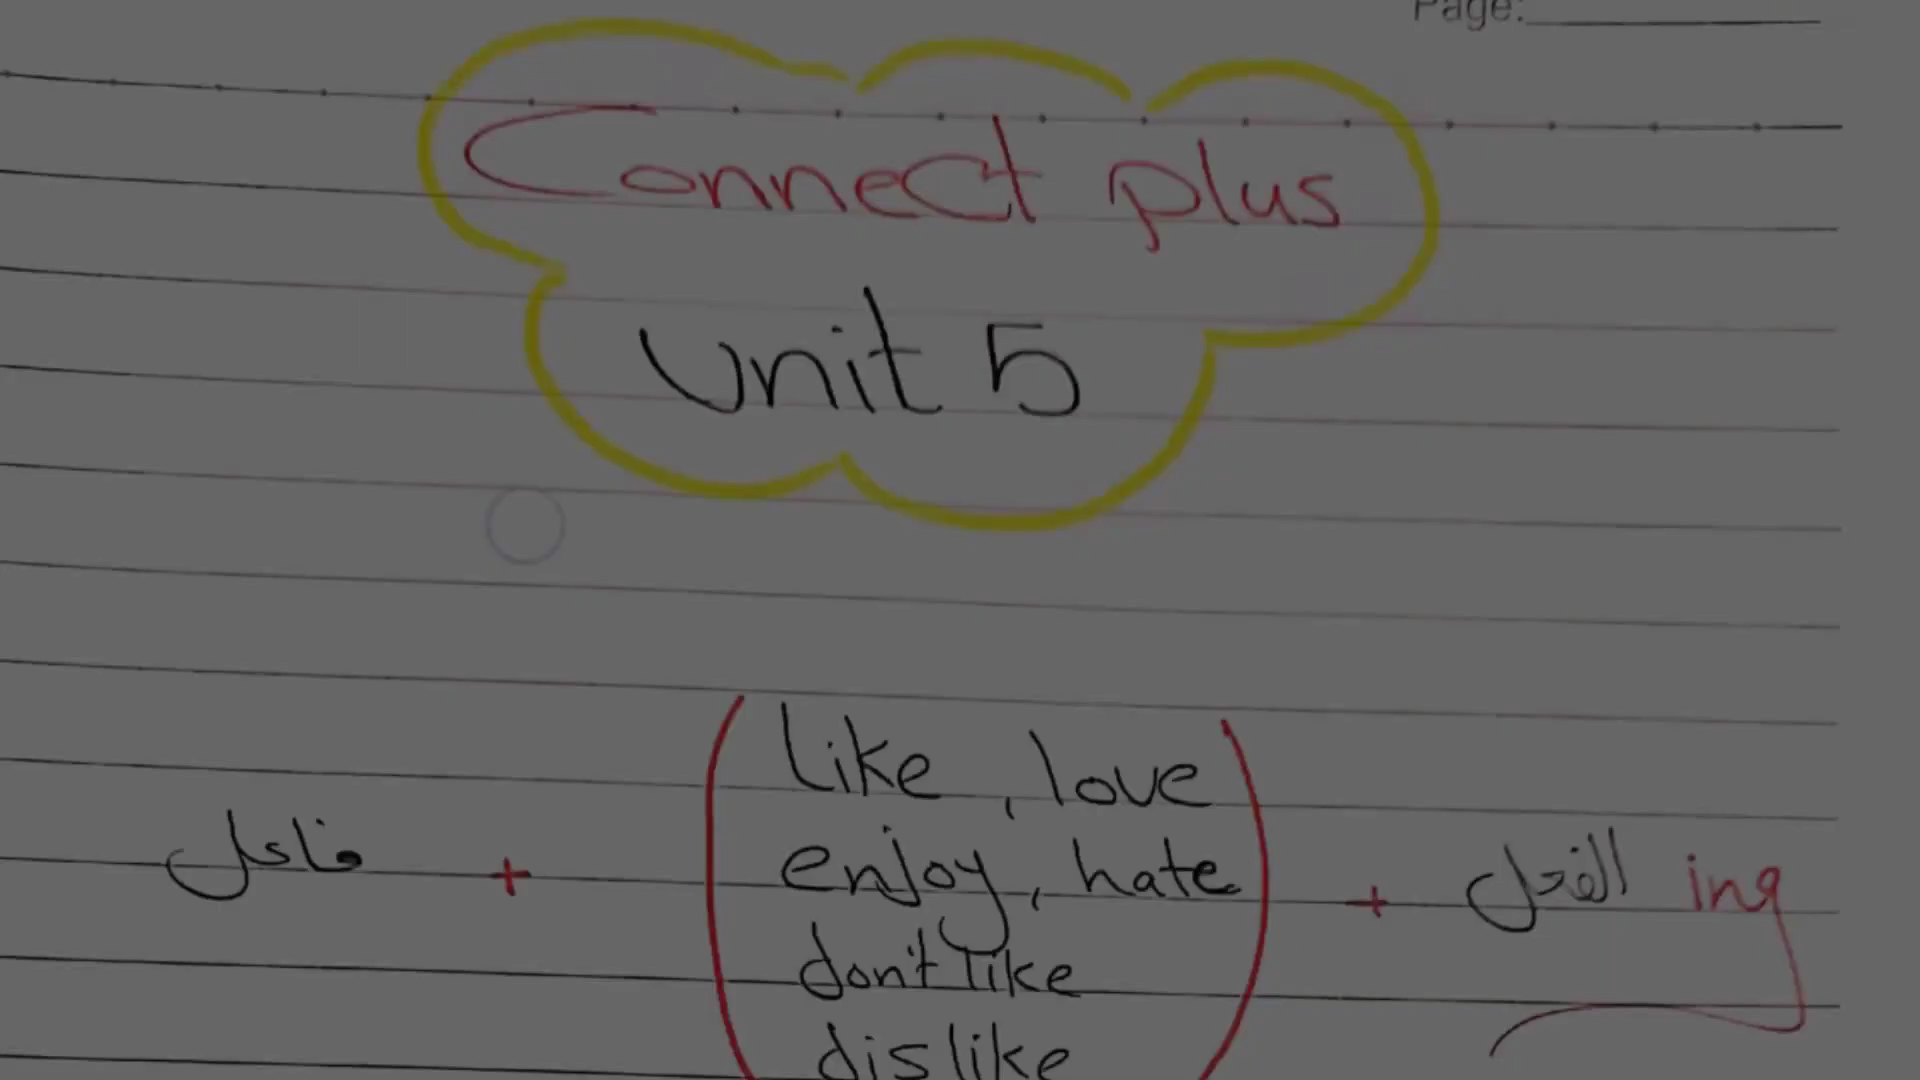 Page:
Connect plus
Unit 5
like, love
enjoy, hate
فاعل + don't like + الفعل ing
dislike